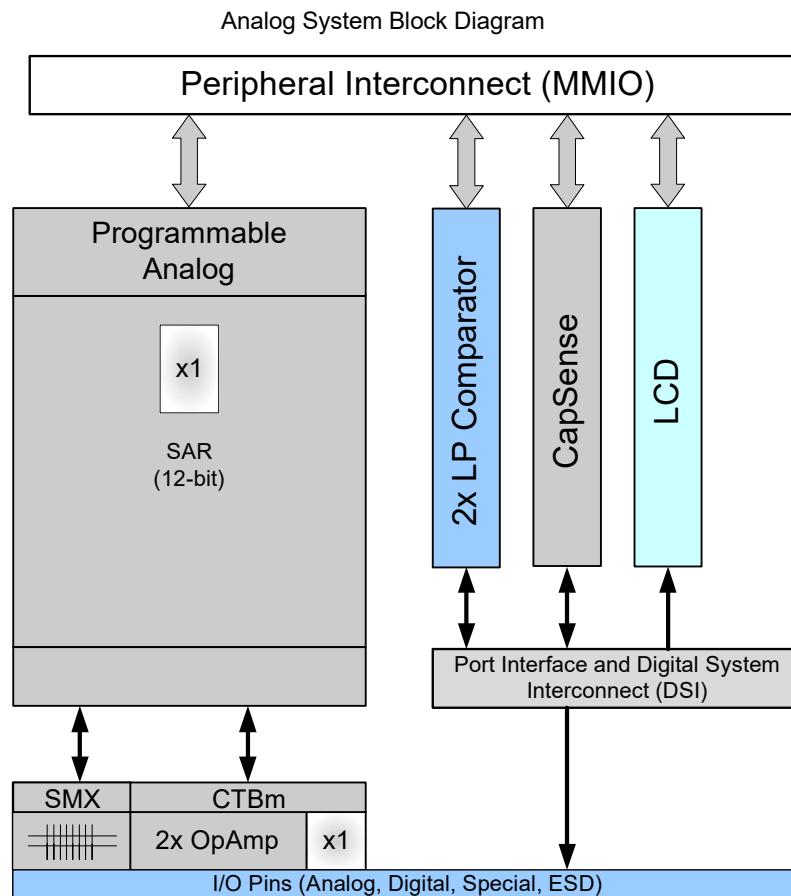 Analog System Block Diagram
Peripheral Interconnect (MMIO)
Programmable
Analog
x1
SAR
(12-bit)
2x LP Comparator
CapSense
LCD
Port Interface and Digital System
Interconnect (DSI)
SMX
CTBm
2x OpAmp
x1
I/O Pins (Analog, Digital, Special, ESD)